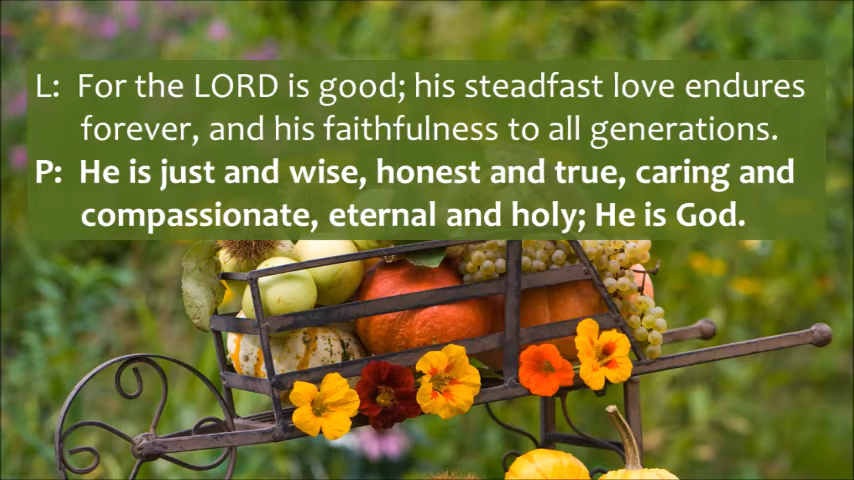 L: For the LORD is good; his steadfast love endures
forever, and his faithfulness to all generations.
P: He is just and wise, honest and true, caring and
compassionate, eternal and holy; He is God.